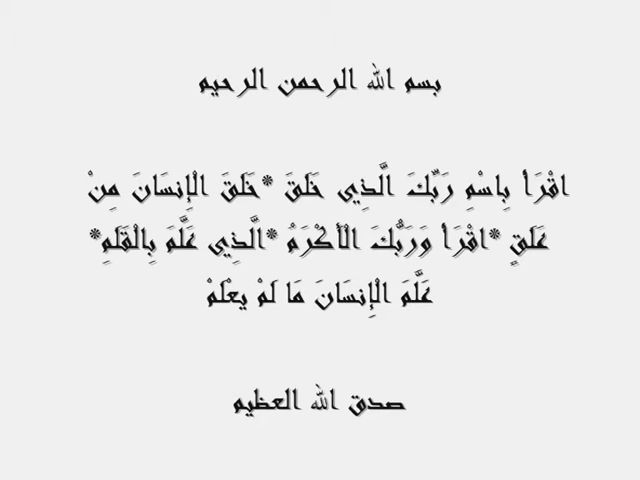 بسم الله الرحمن الرحيم
اقْرَأْ بِاسْمِ رَبِّكَ الَّذِي خَلَقَ *خَلَقَ الْإِنسَانَ مِنْ
عَلَقٍ *اقْرَأْ وَرَبُّكَ الْأَكْرَمُ *الَّذِي عَلَّمَ بِالْقَلَمِ*
عَلَّمَ الْإِنسَانَ مَا لَمْ يعْلَمْ
صدق الله العظيم